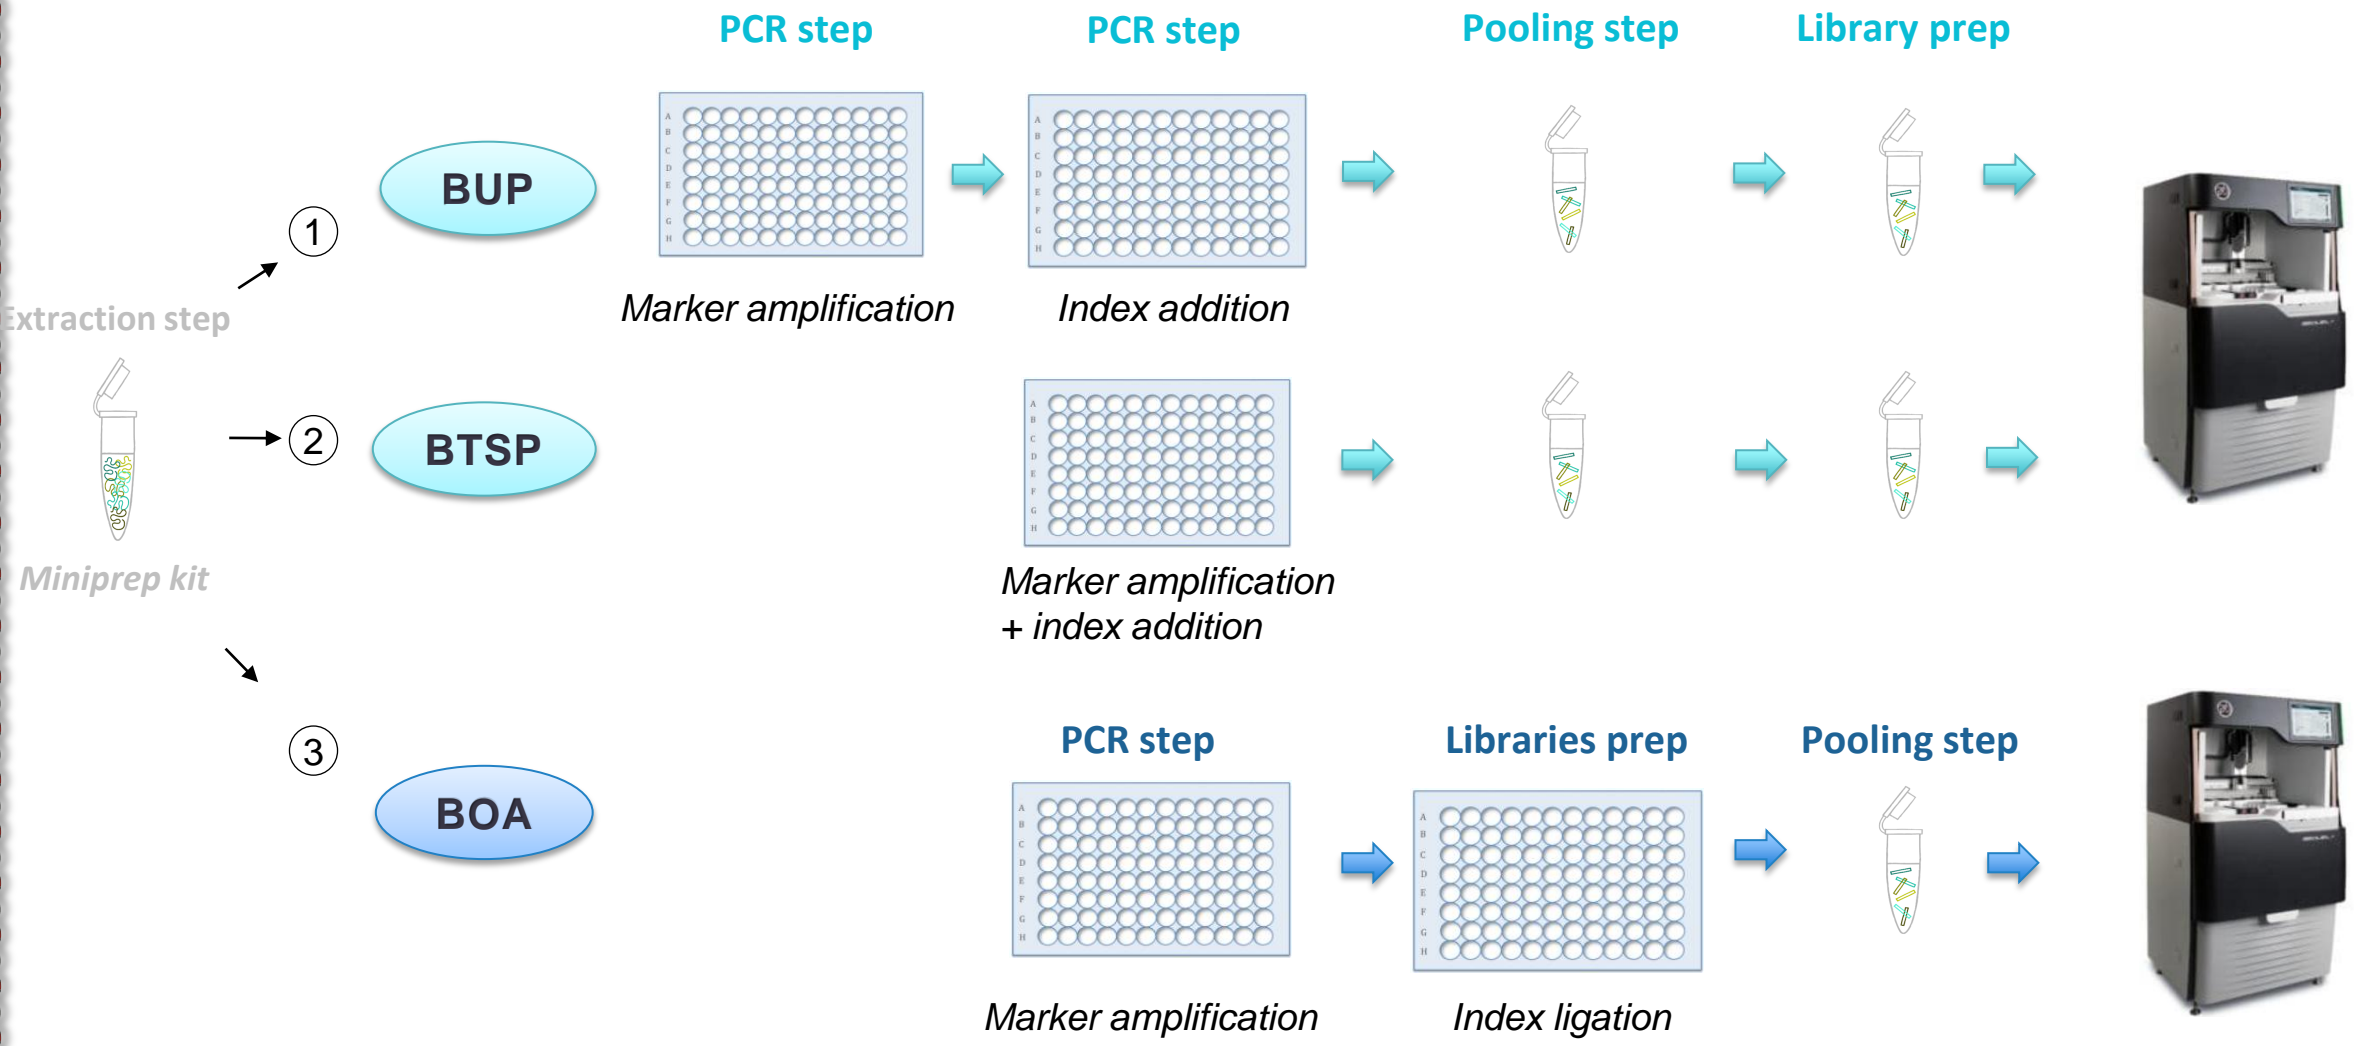 PCR step
PCR step
Pooling step
Library prep
1
BUP
Marker amplification
Index addition
Extraction step
2
BTSP
Miniprep kit
Marker amplification
+ index addition
3
BOA
PCR step
Libraries prep
Pooling step
Marker amplification
Index ligation
A
B
C
D
E
F
G
H
A
B
C
D
E
F
G
H
A
B
C
D
E
F
G
H
A
B
C
D
E
F
G
H
A
B
C
D
E
F
G
H